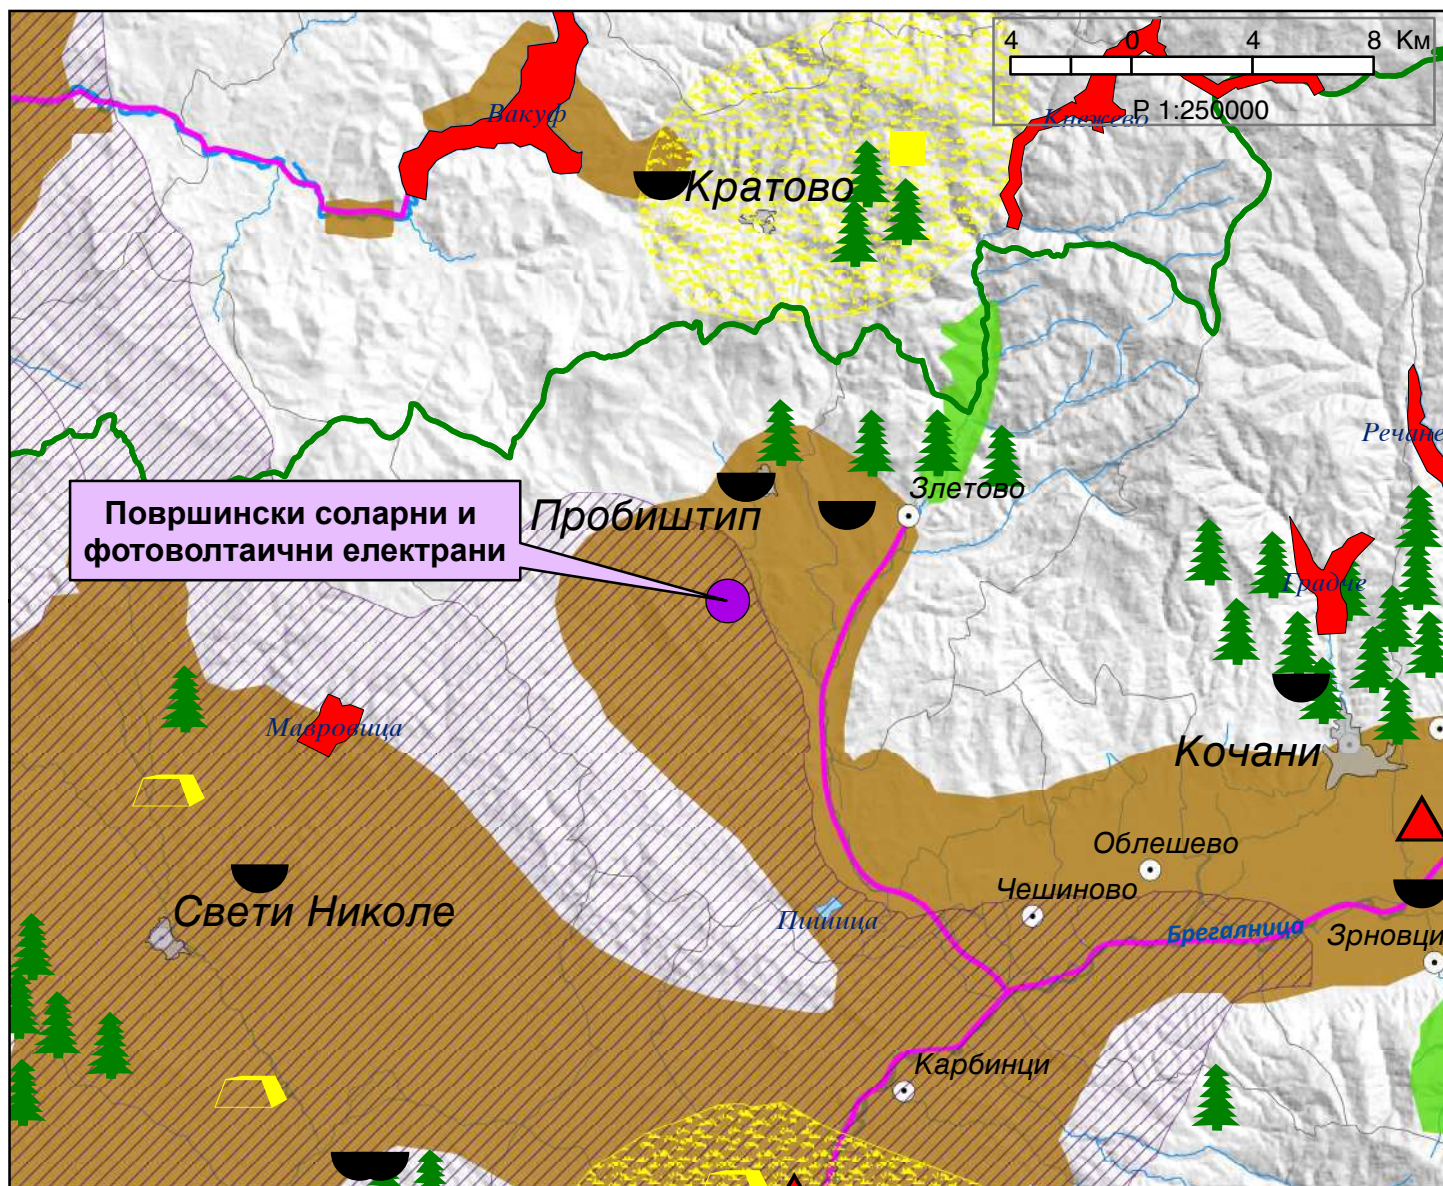 4 0 4 8 Км
Р 1:250000
Вакуф
Кнежево
Кратово
Речане
Злетово
Површински соларни и
фотоволтаични електрани
Пробиштип
Градче
Мавровица
Кочани
Облешево
Чешиново
Свети Николе
Пишица
Брегалница
Зрновци
Карбинци